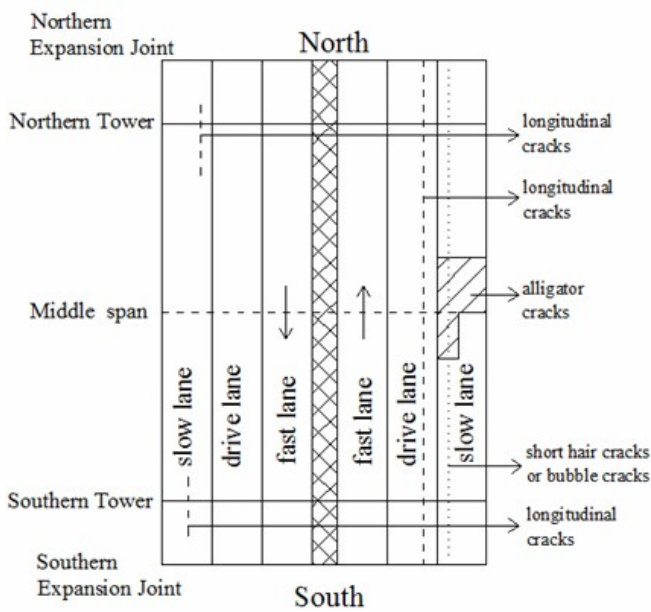 Northern
Expansion Joint
North
Northern Tower
longitudinal
cracks
longitudinal
cracks
alligator
cracks
Middle span
slow lane
drive lane
fast lane
fast lane
drive lane
slow lane
short hair cracks
or bubble cracks
Southern Tower
longitudinal
cracks
Southern
Expansion Joint
South